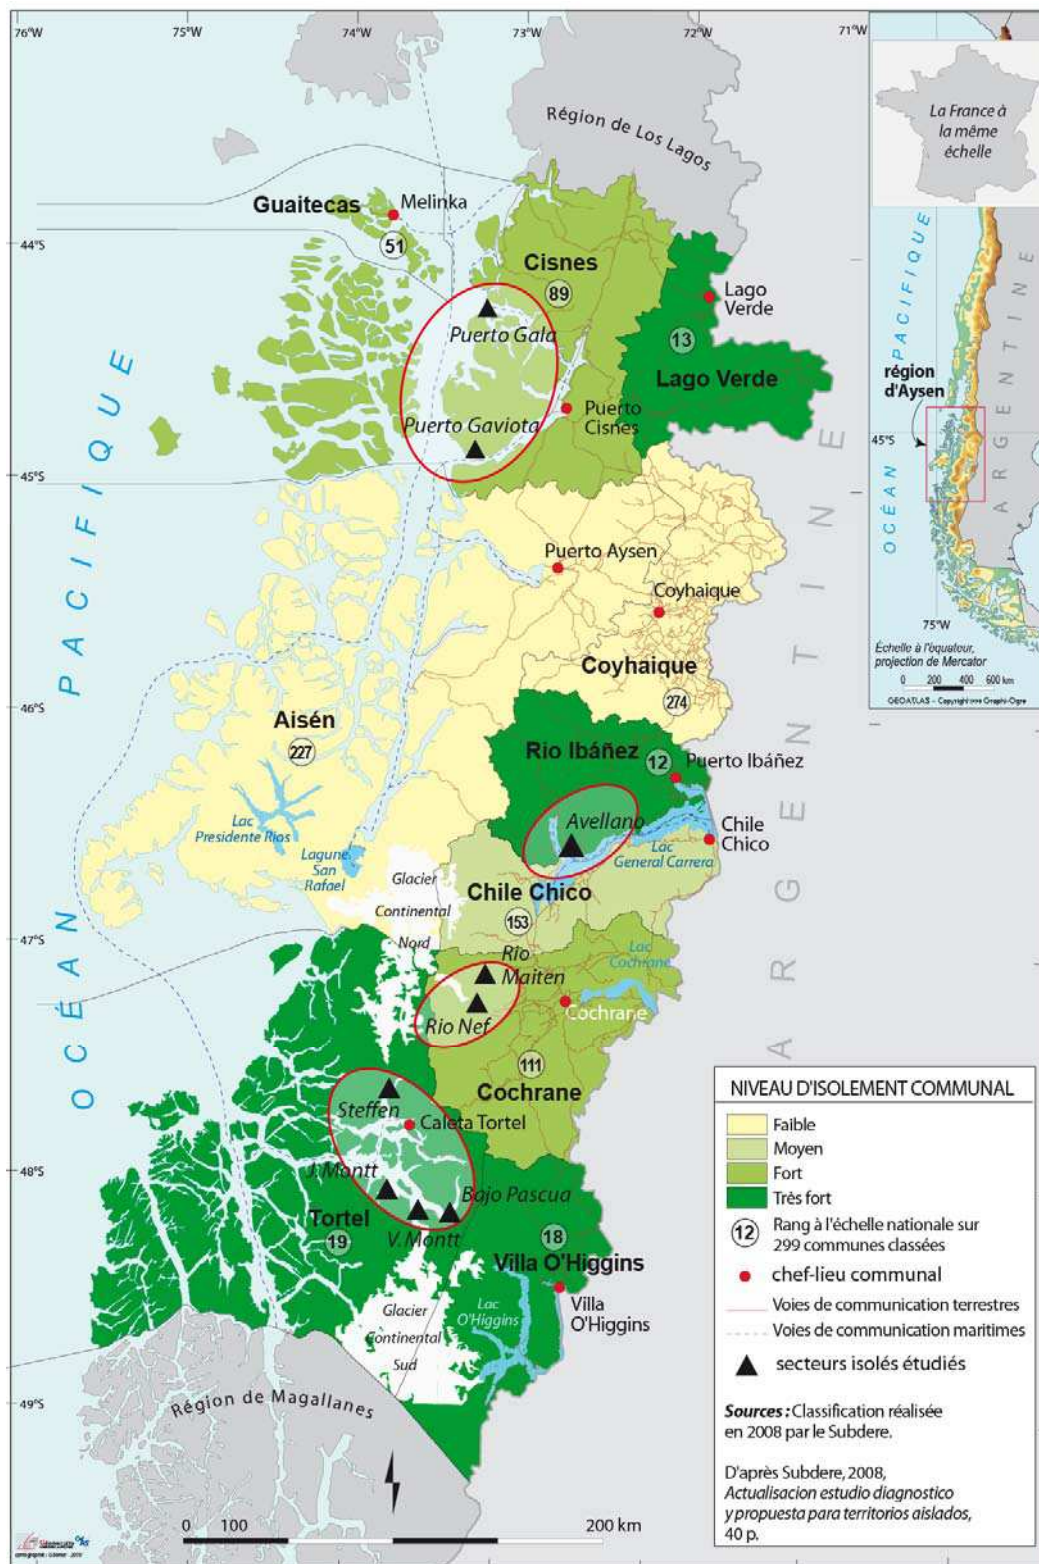 76°W
75°W
74°W
73°W
72°W
71°W
Région de Los Lagos
La France à
la même
échelle
Guaitecas
Melinka
51
44°S
Cisnes
89
Lago
Verde
13
Lago Verde
Puerto Gala
Puerto Gaviota
Puerto
Cisnes
45°S
OCÉAN PACIFIQUE
ARGENTINE
région
d'Aysen
45°S
OCÉAN PACIFIQUE
ARGENTINE
75°W
Échelle à l'équateur,
projection de Mercator
0 200 400 600 km
GEOATLAS - Copyright 1998 Graphi-Ogre
Puerto Aysen
Coyhaique
Coyhaique
274
46°S
Aisén
227
Rio Ibáñez
12
Puerto Ibáñez
Avellano
Lac
Presidente Rios
Lagune
San
Rafael
Lac
General Carrera
Chile
Chico
Glacier
Continental
Nord
Chile Chico
153
47°S
Rio
Maiten
Rio Nef
Lac
Cochrane
Cochrane
111
Cochrane
Steffen
Caleta Tortel
48°S
J. Montt
Bajo Pascua
V. Montt
Tortel
19
18
Villa O'Higgins
Villa
O'Higgins
Lac
O'Higgins
Glacier
Continental
Sud
49°S
Région de Magallanes
0 100 200 km
NIVEAU D'ISOLEMENT COMMUNAL
Faible
Moyen
Fort
Très fort
12 Rang à l'échelle nationale sur
299 communes classées
chef-lieu communal
Voies de communication terrestres
Voies de communication maritimes
secteurs isolés étudiés
Sources : Classification réalisée
en 2008 par le Subdere.
D'après Subdere, 2008,
Actualisacion estudio diagnostico
y propuesta para territorios aislados,
40 p.